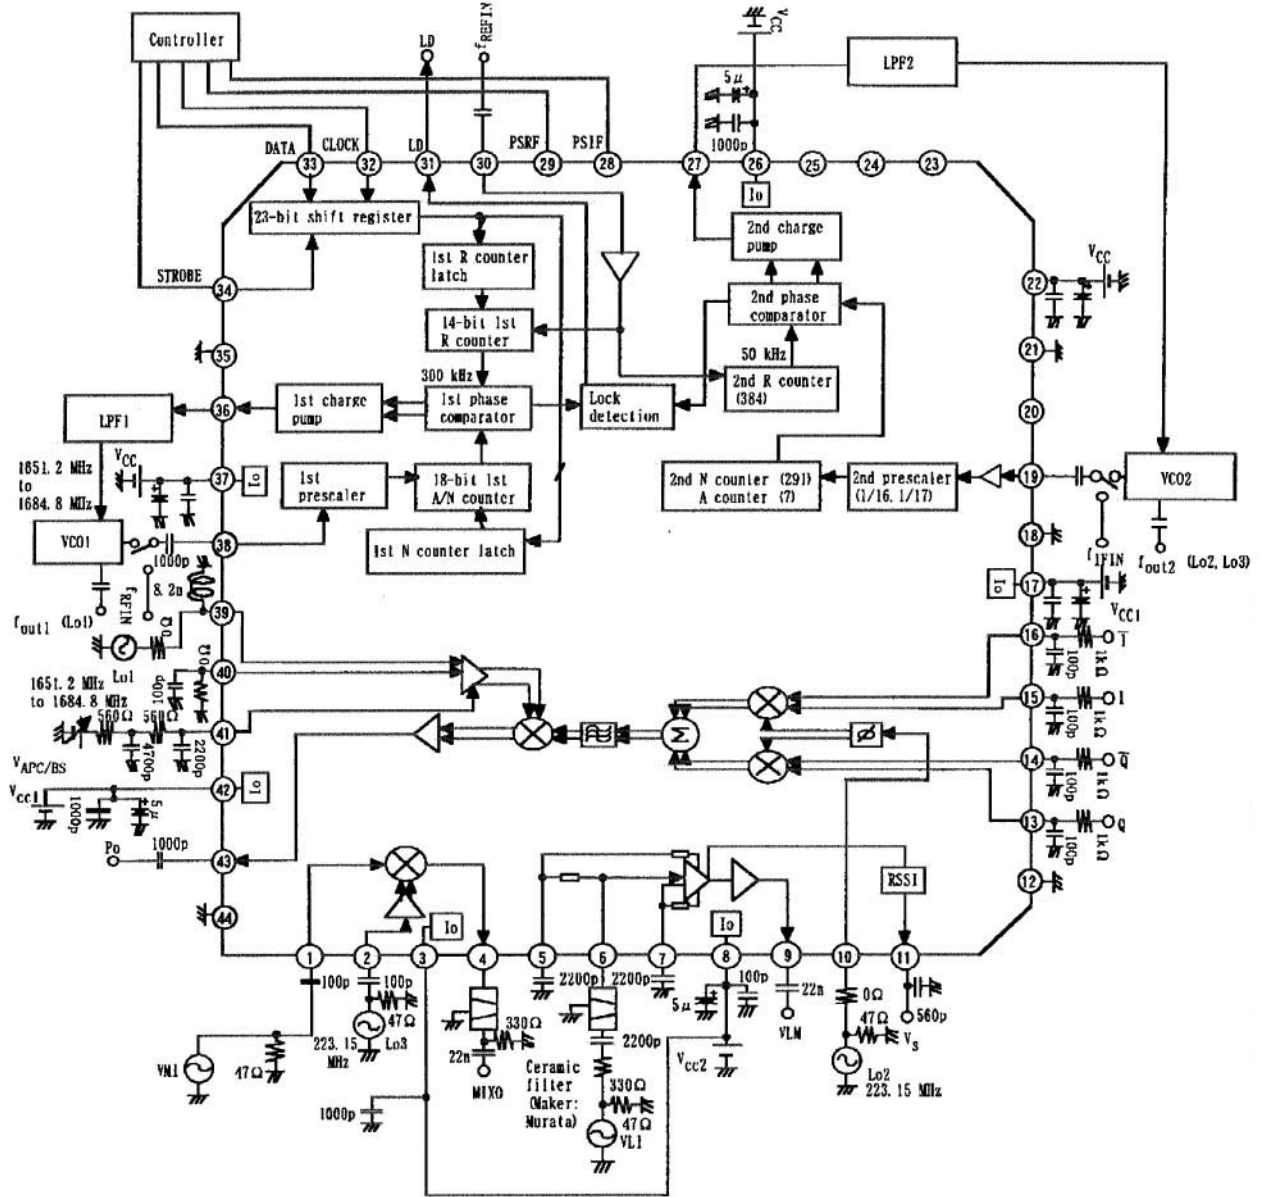 Controller
LD
fREFIN
VCC
LPF2
5μ
1000p
DATA
CLOCK
LD
PSRF
PSIF
33
32
31
30
29
28
27
26
25
24
23
Io
23-bit shift register
2nd charge
pump
1st R counter
latch
STROBE
34
VCC
22
2nd phase
comparator
14-bit 1st
R counter
35
50 kHz
21
300 kHz
2nd R counter
(384)
1st charge
pump
1st phase
comparator
Lock
detection
36
20
LPF1
1651.2 MHz
to
1684.8 MHz
VCC
37
Io
1st
prescaler
18-bit 1st
A/N counter
2nd N counter (291)
A counter (7)
2nd prescaler
(1/16, 1/17)
19
VCO2
VCO1
38
1st N counter latch
18
1000p
fIFIN
fout2 (Lo2, Lo3)
8.2n
fRFIN
Io
17
VCC1
fout1 (Lo1)
39
0Ω
Lo1
16
100p
1kΩ
I
0Ω
40
100p
1651.2 MHz
to 1684.8 MHz
15
100p
1kΩ
I
560Ω
560Ω
41
4700p
2200p
VAPC/BS
Σ
Ø
14
100p
1kΩ
Q
VCC1
42
Io
1000p
5μ
13
100p
1kΩ
Q
Po
1000p
43
RSSI
12
44
Io
Io
1
2
3
4
5
6
7
8
9
10
11
100p
100p
2200p
2200p
5μ
100p
22n
0Ω
560p
47Ω
Lo3
223.15
MHz
330Ω
22n
MIXO
VLM
47Ω
VS
VM1
47Ω
2200p
VCC2
Lo2
223.15 MHz
Ceramic
filter
(Maker:
Murata)
330Ω
47Ω
VL1
1000p